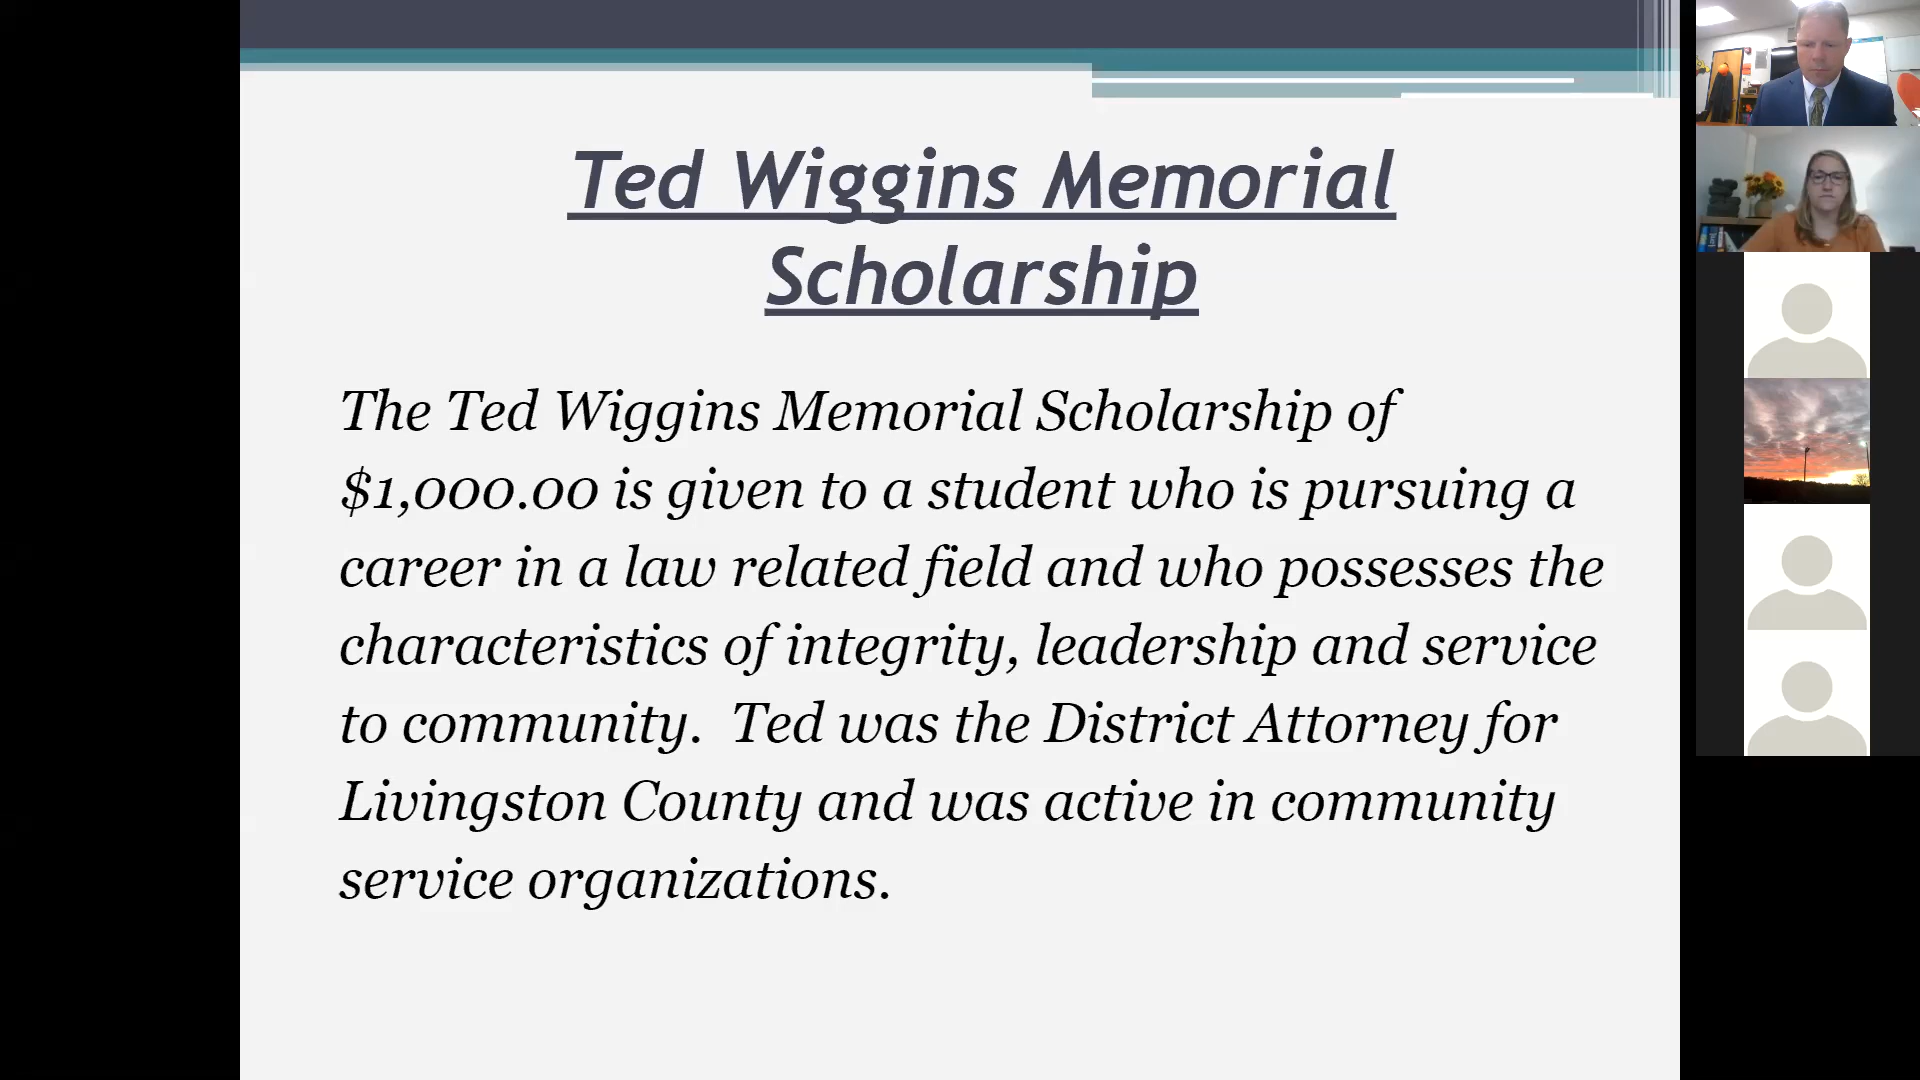 Ted Wiggins Memorial
Scholarship
The Ted Wiggins Memorial Scholarship of
$1,000.00 is given to a student who is pursuing a
career in a law related field and who possesses the
characteristics of integrity, leadership and service
to community.  Ted was the District Attorney for
Livingston County and was active in community
service organizations.